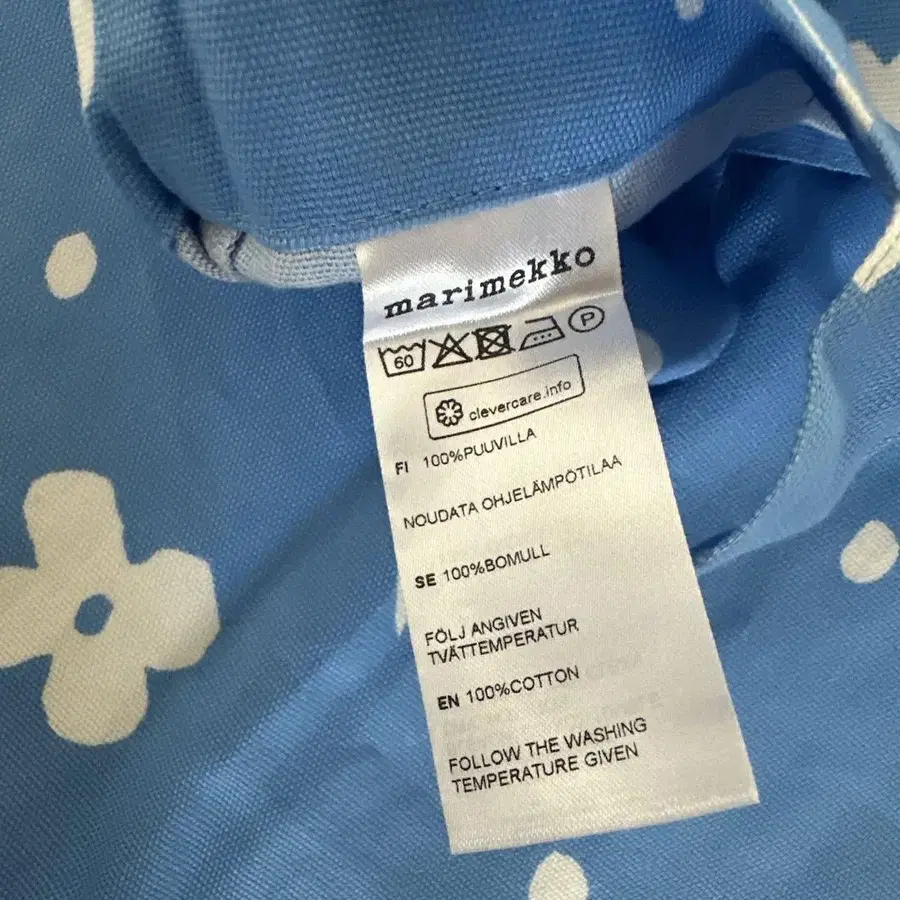 marimekko
60 P
clevercare.info
FI 100%PUUVILLA
NOUDATA OHJELÄMPÖTILAA
SE 100%BOMULL
FÖLJ ANGIVEN
TVÄTTEMPERATUR
EN 100%COTTON
FOLLOW THE WASHING
TEMPERATURE GIVEN